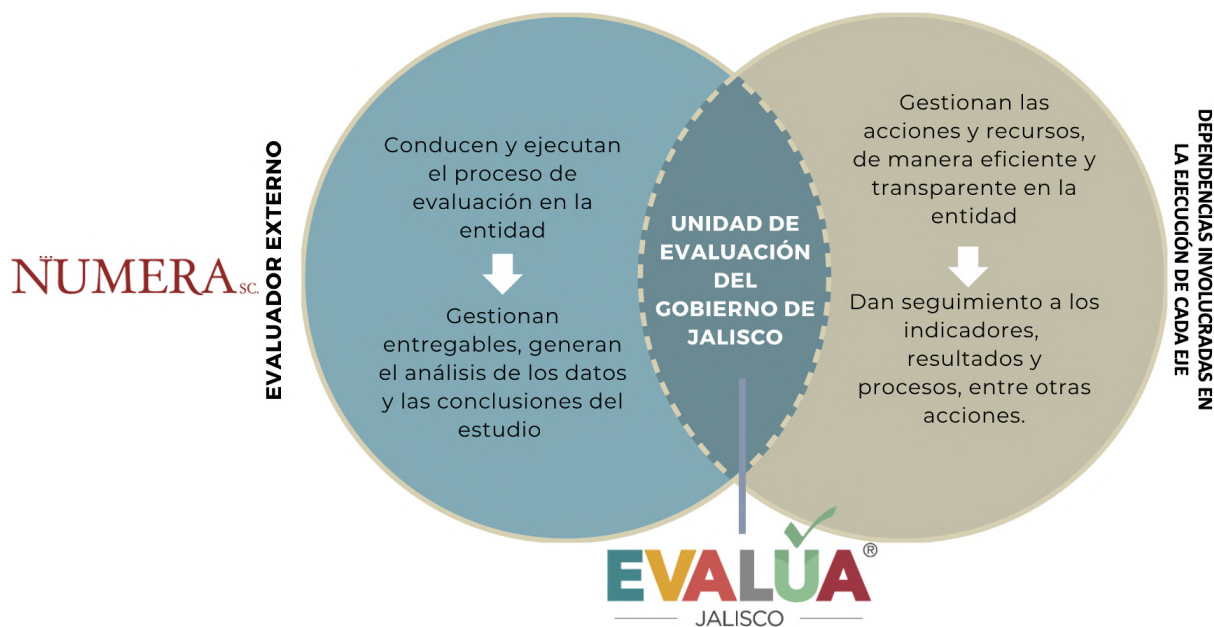 NUMERA SC.
EVALUADOR EXTERNO
Conducen y ejecutan
el proceso de
evaluación en la
entidad
Gestionan
entregables, generan
el análisis de los datos
y las conclusiones del
estudio
UNIDAD DE
EVALUACIÓN
DEL
GOBIERNO DE
JALISCO
Gestionan las
acciones y recursos,
de manera eficiente y
transparente en la
entidad
Dan seguimiento a los
indicadores,
resultados y
procesos, entre otras
acciones.
DEPENDENCIAS INVOLUCRADAS EN
LA EJECUCIÓN DE CADA EJE
EVALÚA®
JALISCO